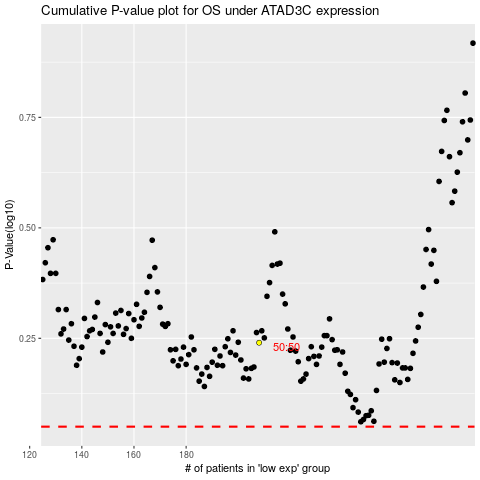 Cumulative P-value plot for OS under ATAD3C expression
P-Value(log10)
0.75
0.50
0.25
50:50
120 140 160 180
# of patients in 'low exp' group